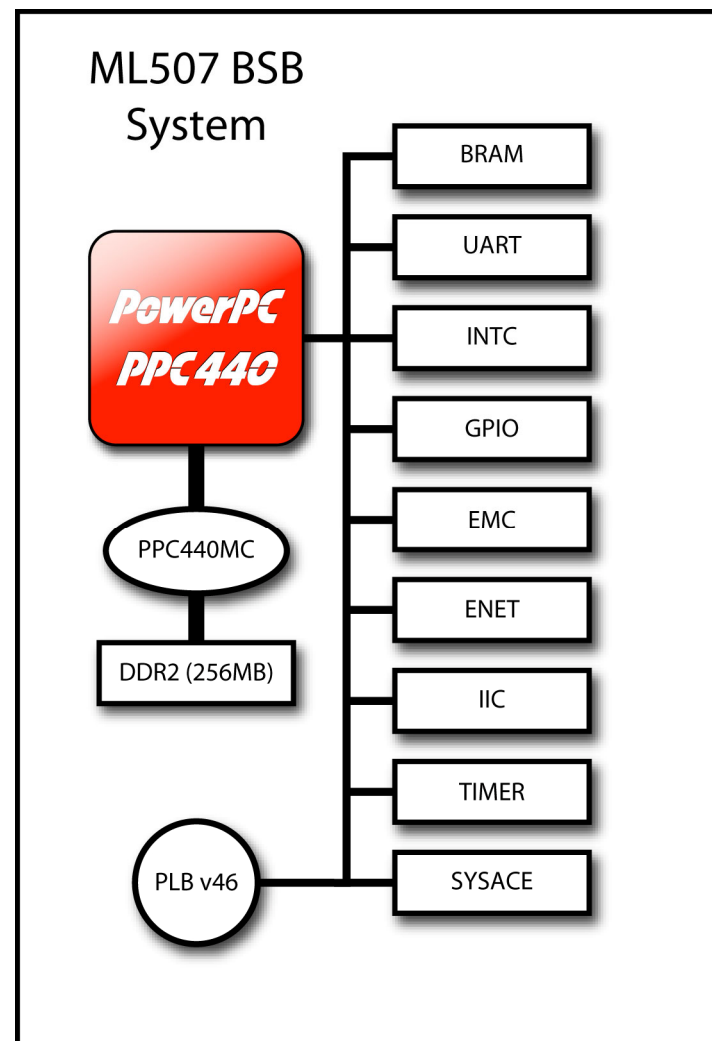 ML507 BSB
System
PowerPC
PPC440
PPC440MC
DDR2 (256MB)
PLB v46
BRAM
UART
INTC
GPIO
EMC
ENET
IIC
TIMER
SYSACE